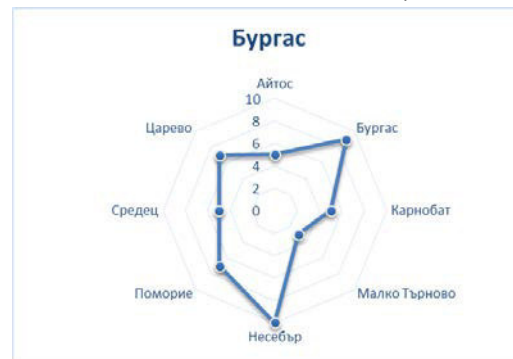 Бургас
Айтос
10
8
6
4
2
0
Бургас
Карнобат
Малко Търново
Несебър
Поморие
Средец
Царево